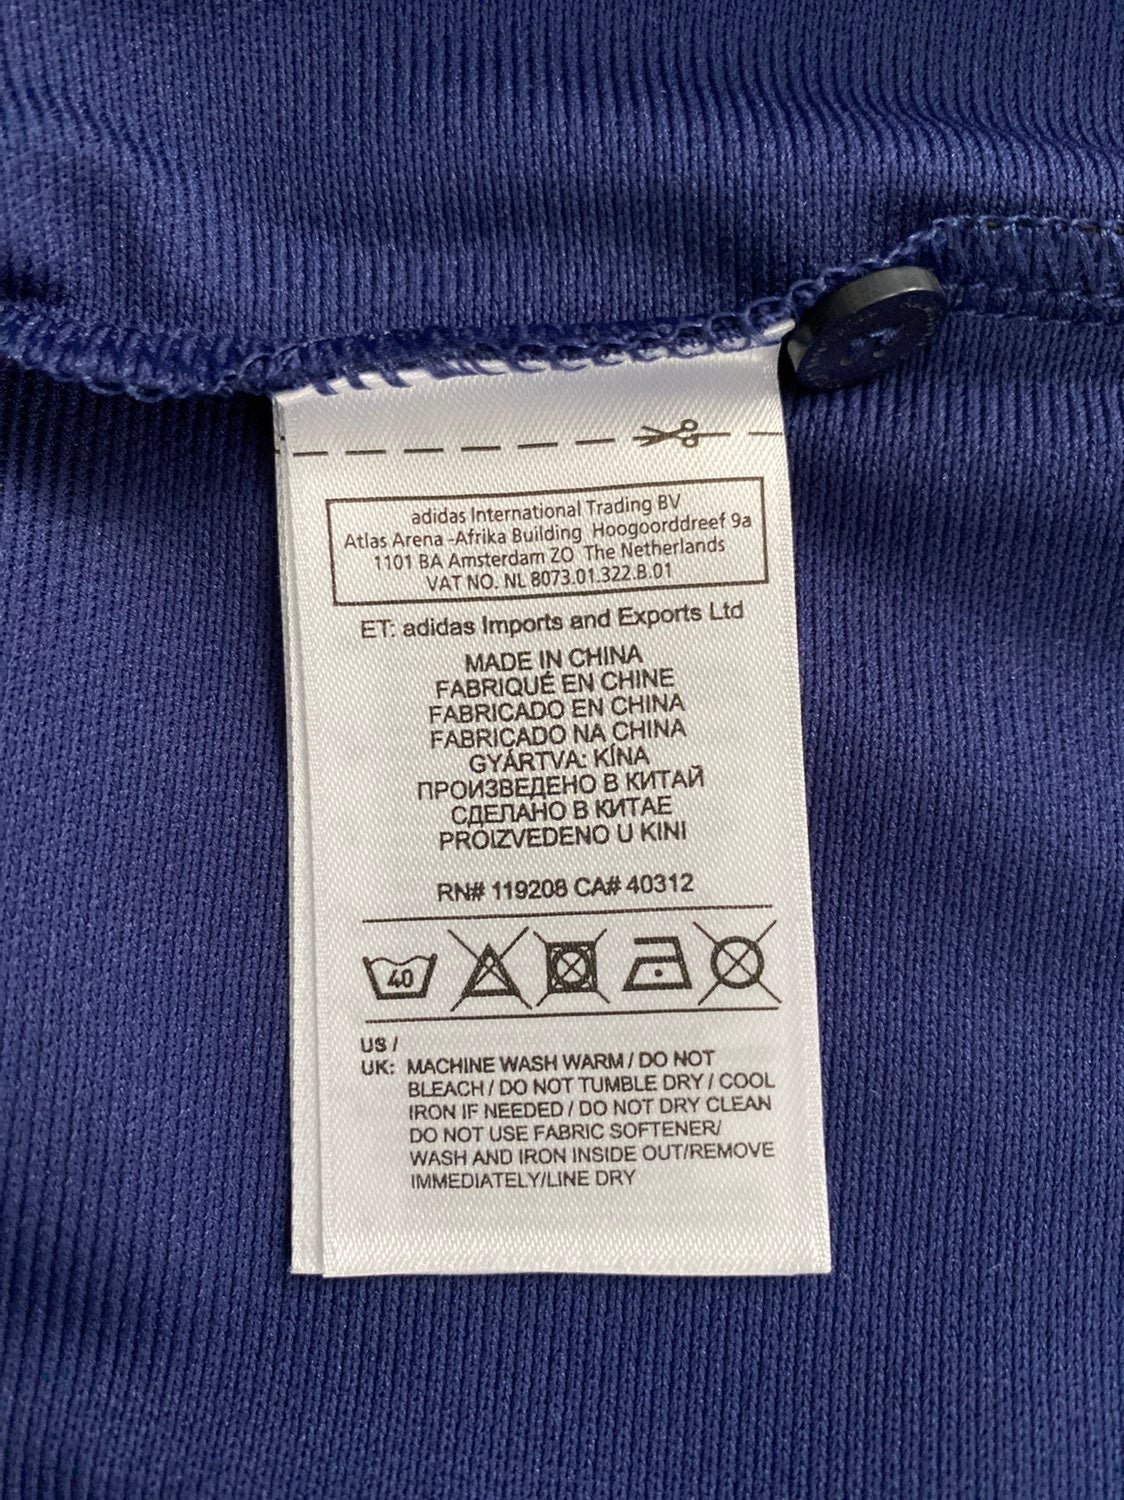 adidas International Trading BV
Atlas Arena -Afrika Building Hoogoorddreef 9a
1101 BA Amsterdam ZO The Netherlands
VAT NO. NL 8073.01.322.B.01
ET: adidas Imports and Exports Ltd
MADE IN CHINA
FABRIQUÉ EN CHINE
FABRICADO EN CHINA
FABRICADO NA CHINA
GYÁRTVA: KÍNA
ПРОИЗВЕДЕНО В КИТАЙ
СДЕЛАНО В КИТАЕ
PROIZVEDENO U KINI
RN# 119208 CA# 40312
40
US /
UK: MACHINE WASH WARM / DO NOT
BLEACH / DO NOT TUMBLE DRY / COOL
IRON IF NEEDED / DO NOT DRY CLEAN
DO NOT USE FABRIC SOFTENER/
WASH AND IRON INSIDE OUT/REMOVE
IMMEDIATELY/LINE DRY